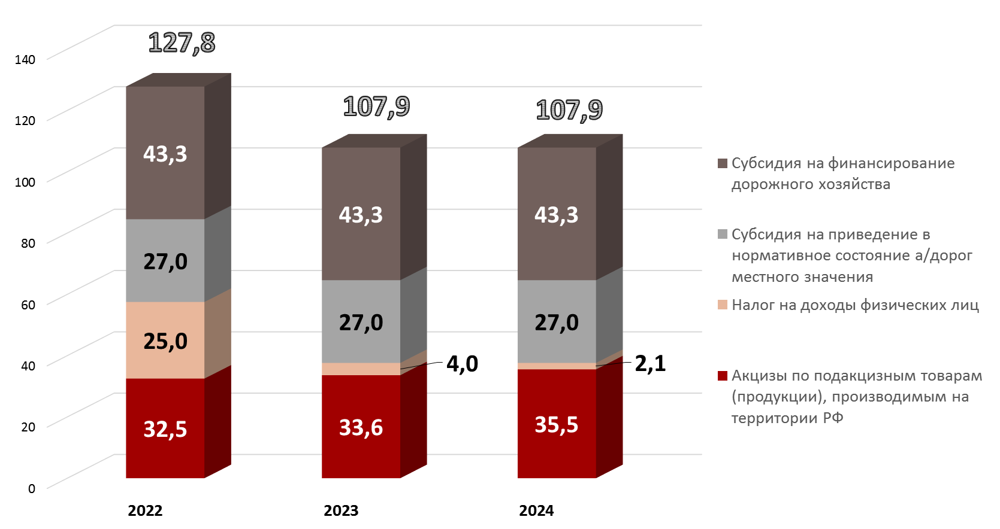 140
120
100
80
60
40
20
0
127,8
43,3
27,0
25,0
32,5
107,9
43,3
27,0
4,0
33,6
107,9
43,3
27,0
2,1
35,5
2022
2023
2024
Субсидия на финансирование
дорожного хозяйства
Субсидия на приведение в
нормативное состояние а/дорог
местного значения
Налог на доходы физических лиц
Акцизы по подакцизным товарам
(продукции), производимым на
территории РФ